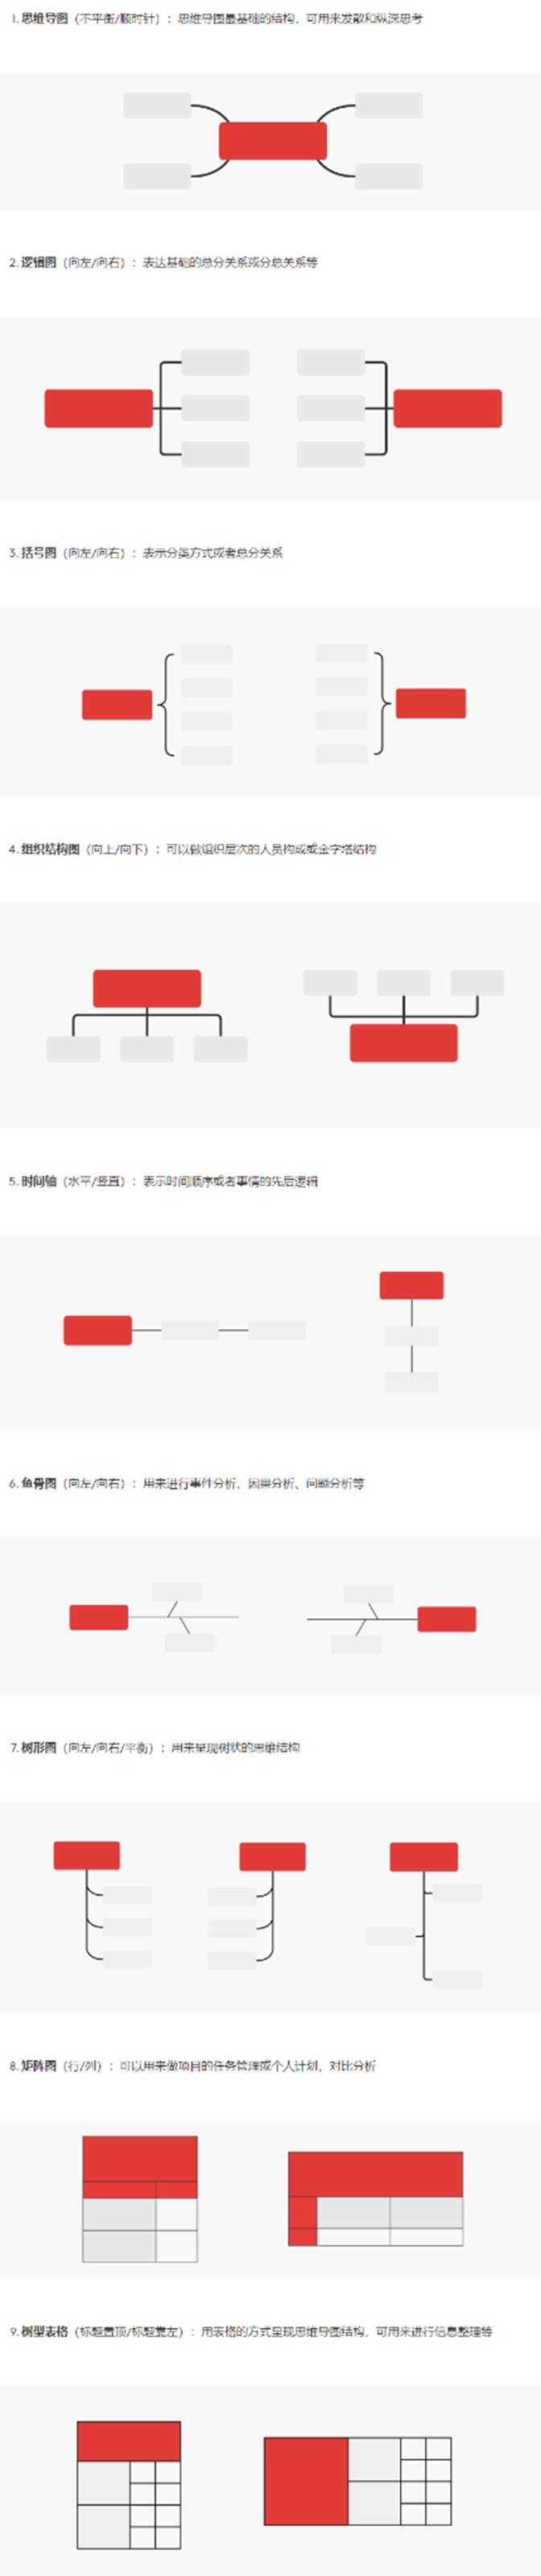 1. 思维导图（不平衡/顺时针）：思维导图最基础的结构，可用来发散和纵深思考
2. 逻辑图（向左/向右）：表达基础的总分关系或分总关系等
3. 括号图（向左/向右）：表示分类方式或者总分关系
4. 组织结构图（向上/向下）：可以做组织层次的人员构成或金字塔结构
5. 时间轴（水平/竖直）：表示时间顺序或者事情的先后逻辑
6. 鱼骨图（向左/向右）：用来进行事件分析、因果分析、问题分析等
7. 树形图（向左/向右/平衡）：用来呈现树状的思维结构
8. 矩阵图（行/列）：可以用来做项目的任务管理或个人计划，对比分析
9. 树型表格（标题置顶/标题靠左）：用表格的方式呈现思维导图结构，可用来进行信息整理等